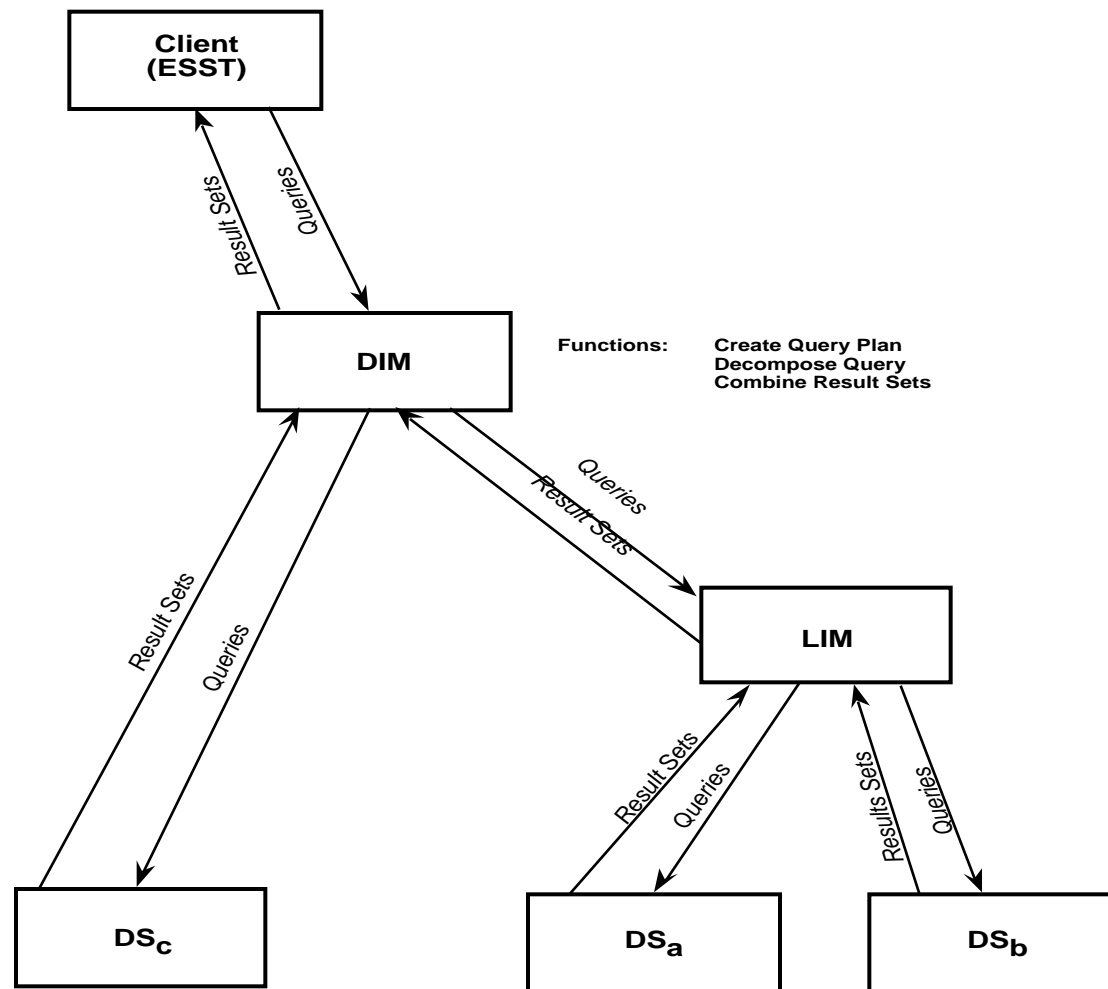 Client
(ESST)
Result Sets
Queries
DIM
Functions: Create Query Plan
Decompose Query
Combine Result Sets
Queries
Result Sets
Result Sets
Queries
LIM
Result Sets
Queries
Results Sets
Queries
DSc
DSa
DSb